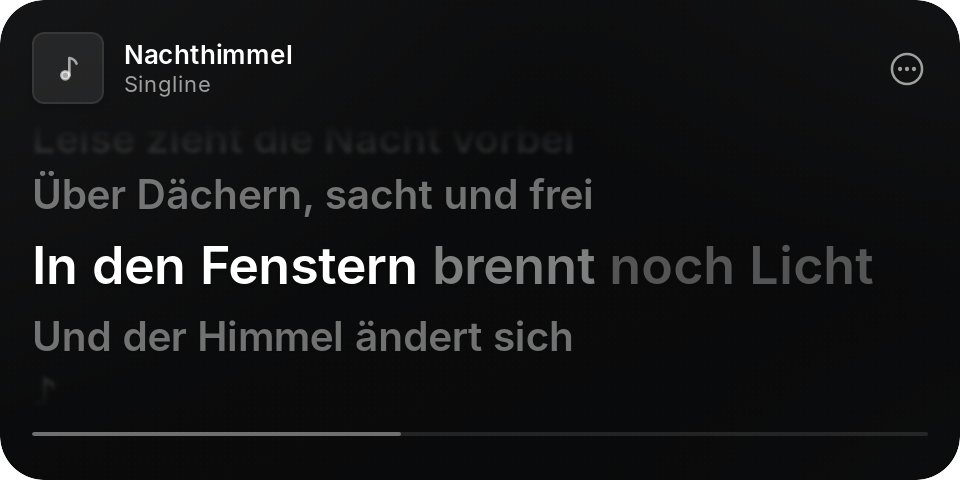 Nachthimmel
Singline
Leise zieht die Nacht vorbei
Über Dächern, sacht und frei
In den Fenstern brennt noch Licht
Und der Himmel ändert sich
♪